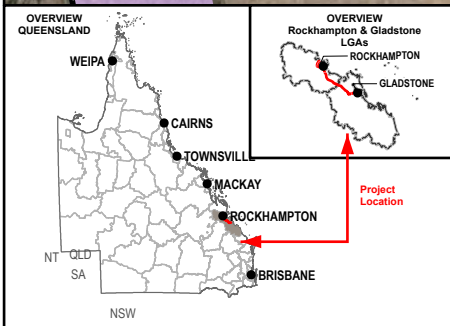 OVERVIEW
QUEENSLAND
WEIPA
CAIRNS
TOWNSVILLE
MACKAY
ROCKHAMPTON
BRISBANE
NT
QLD
SA
NSW
OVERVIEW
Rockhampton & Gladstone
LGAs
ROCKHAMPTON
GLADSTONE
Project
Location